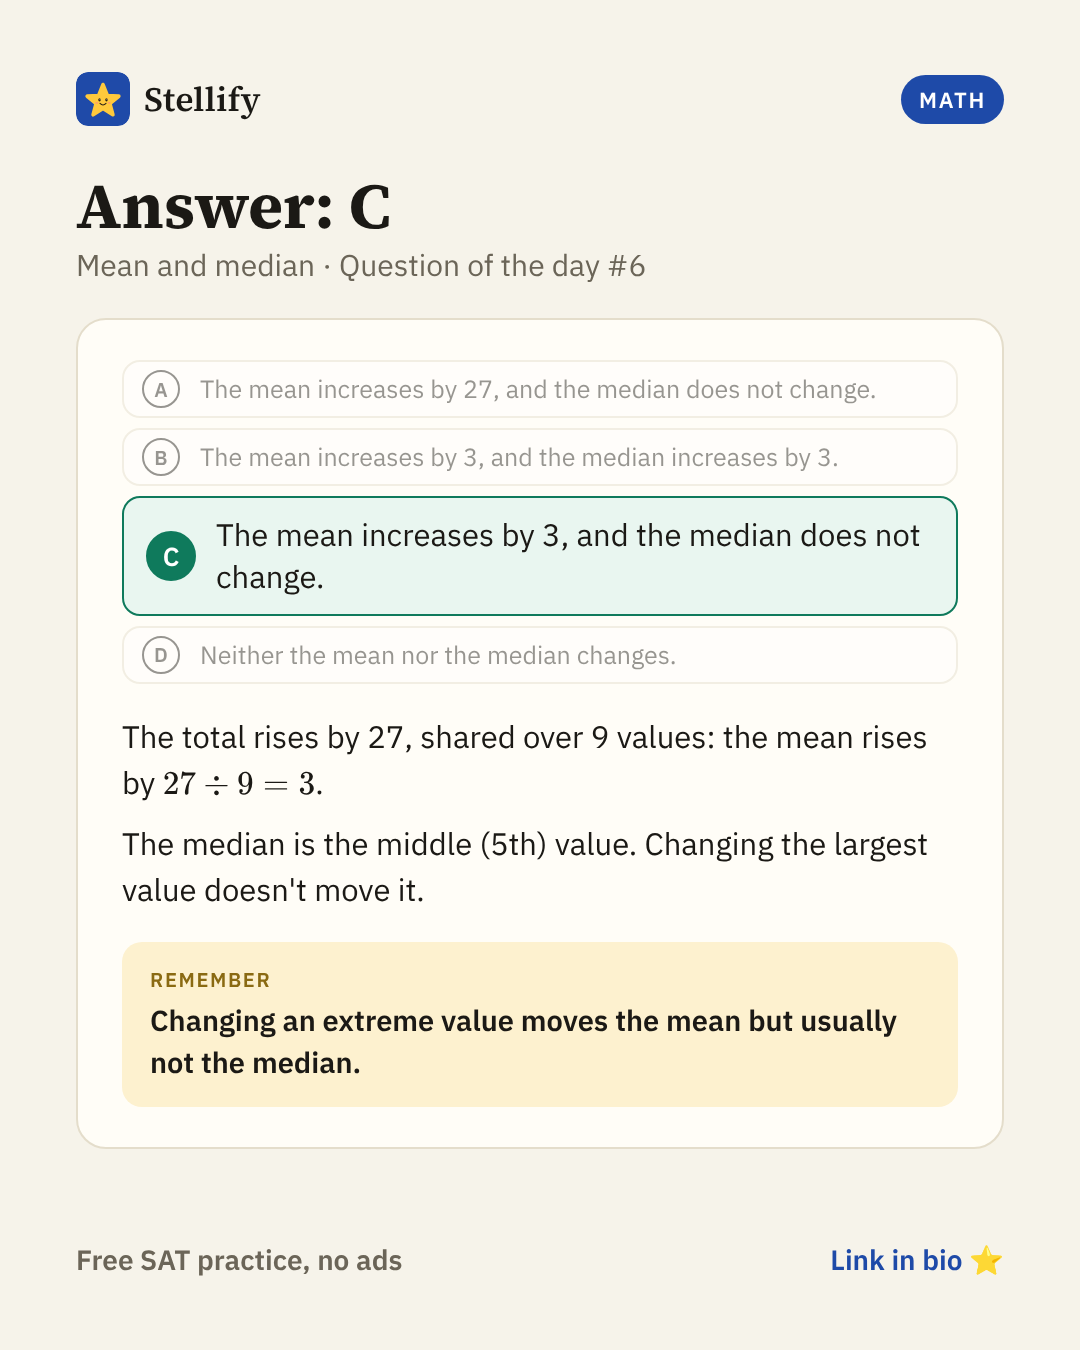 Stellify
MATH
Answer: C
Mean and median · Question of the day #6
A The mean increases by 27, and the median does not change.
B The mean increases by 3, and the median increases by 3.
C The mean increases by 3, and the median does not
change.
D Neither the mean nor the median changes.
The total rises by 27, shared over 9 values: the mean rises
by 27 ÷ 9 = 3.
The median is the middle (5th) value. Changing the largest
value doesn't move it.
REMEMBER
Changing an extreme value moves the mean but usually
not the median.
Free SAT practice, no ads
Link in bio ⭐